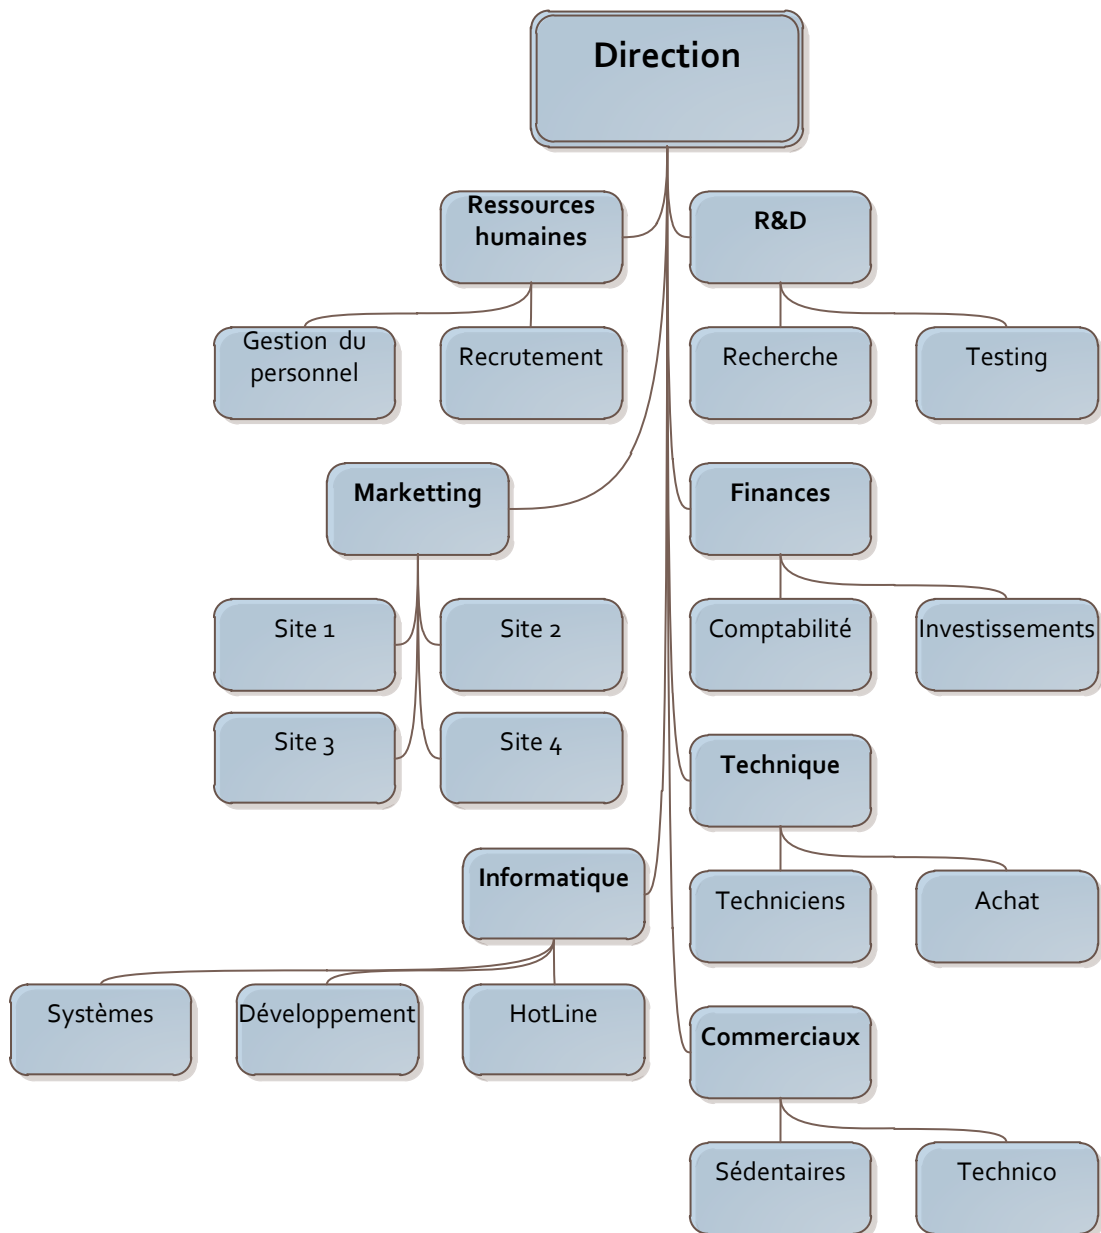 Direction
Ressources
humaines
R&D
Gestion du
personnel
Recrutement
Recherche
Testing
Marketting
Finances
Site 1
Site 2
Comptabilité
Investissements
Site 3
Site 4
Technique
Informatique
Techniciens
Achat
Systèmes
Développement
HotLine
Commerciaux
Sédentaires
Technico